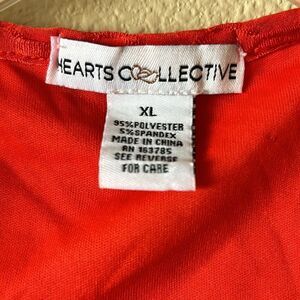 HEARTS COLLECTIVE
XL
95%POLYESTER
5%SPANDEX
MADE IN CHINA
RN 163785
SEE REVERSE
FOR CARE